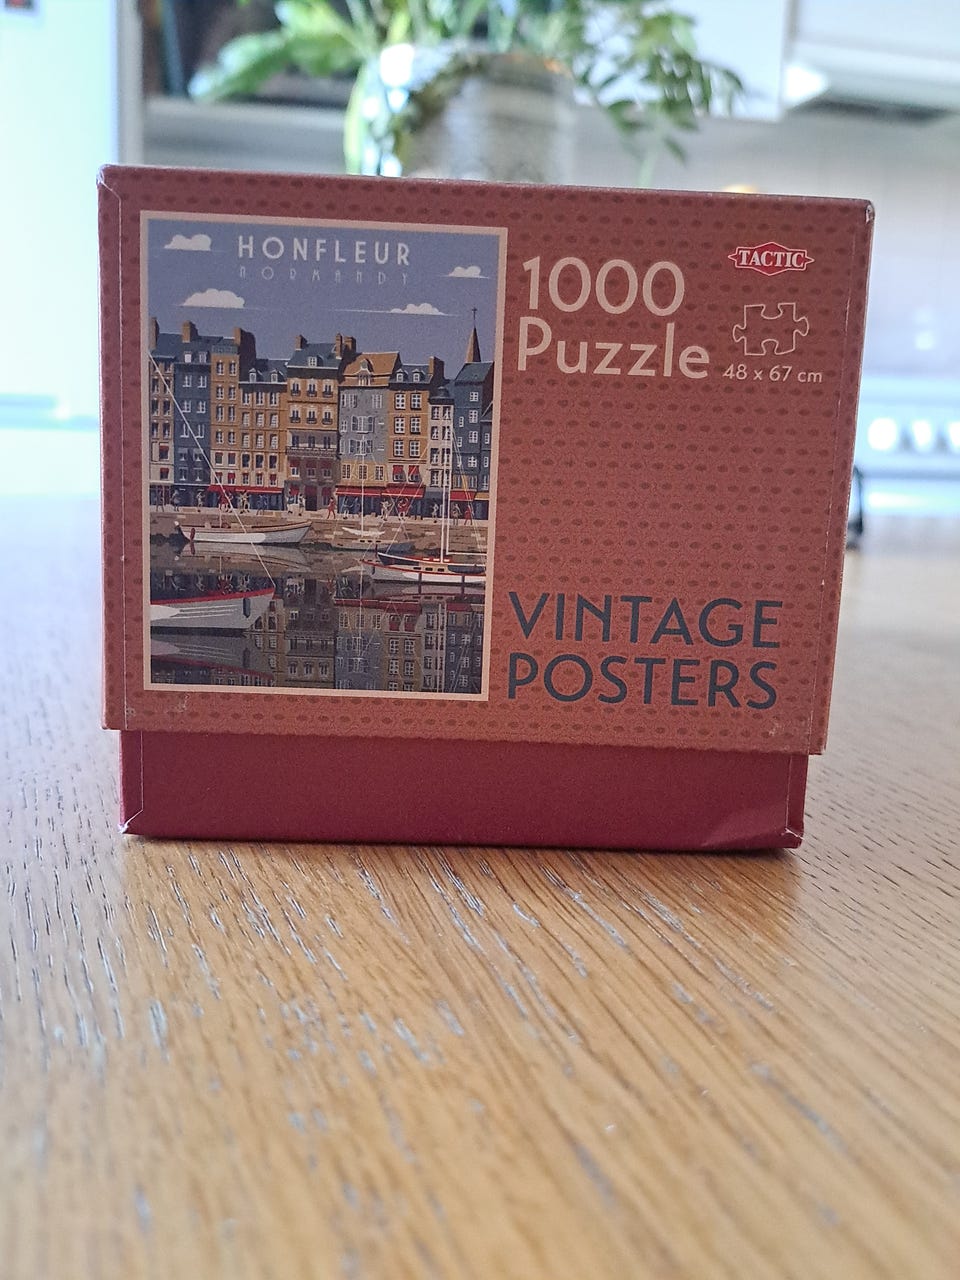 HONFLEUR
NORMANDY
1000
Puzzle
TACTIC
48 x 67 cm
VINTAGE
POSTERS